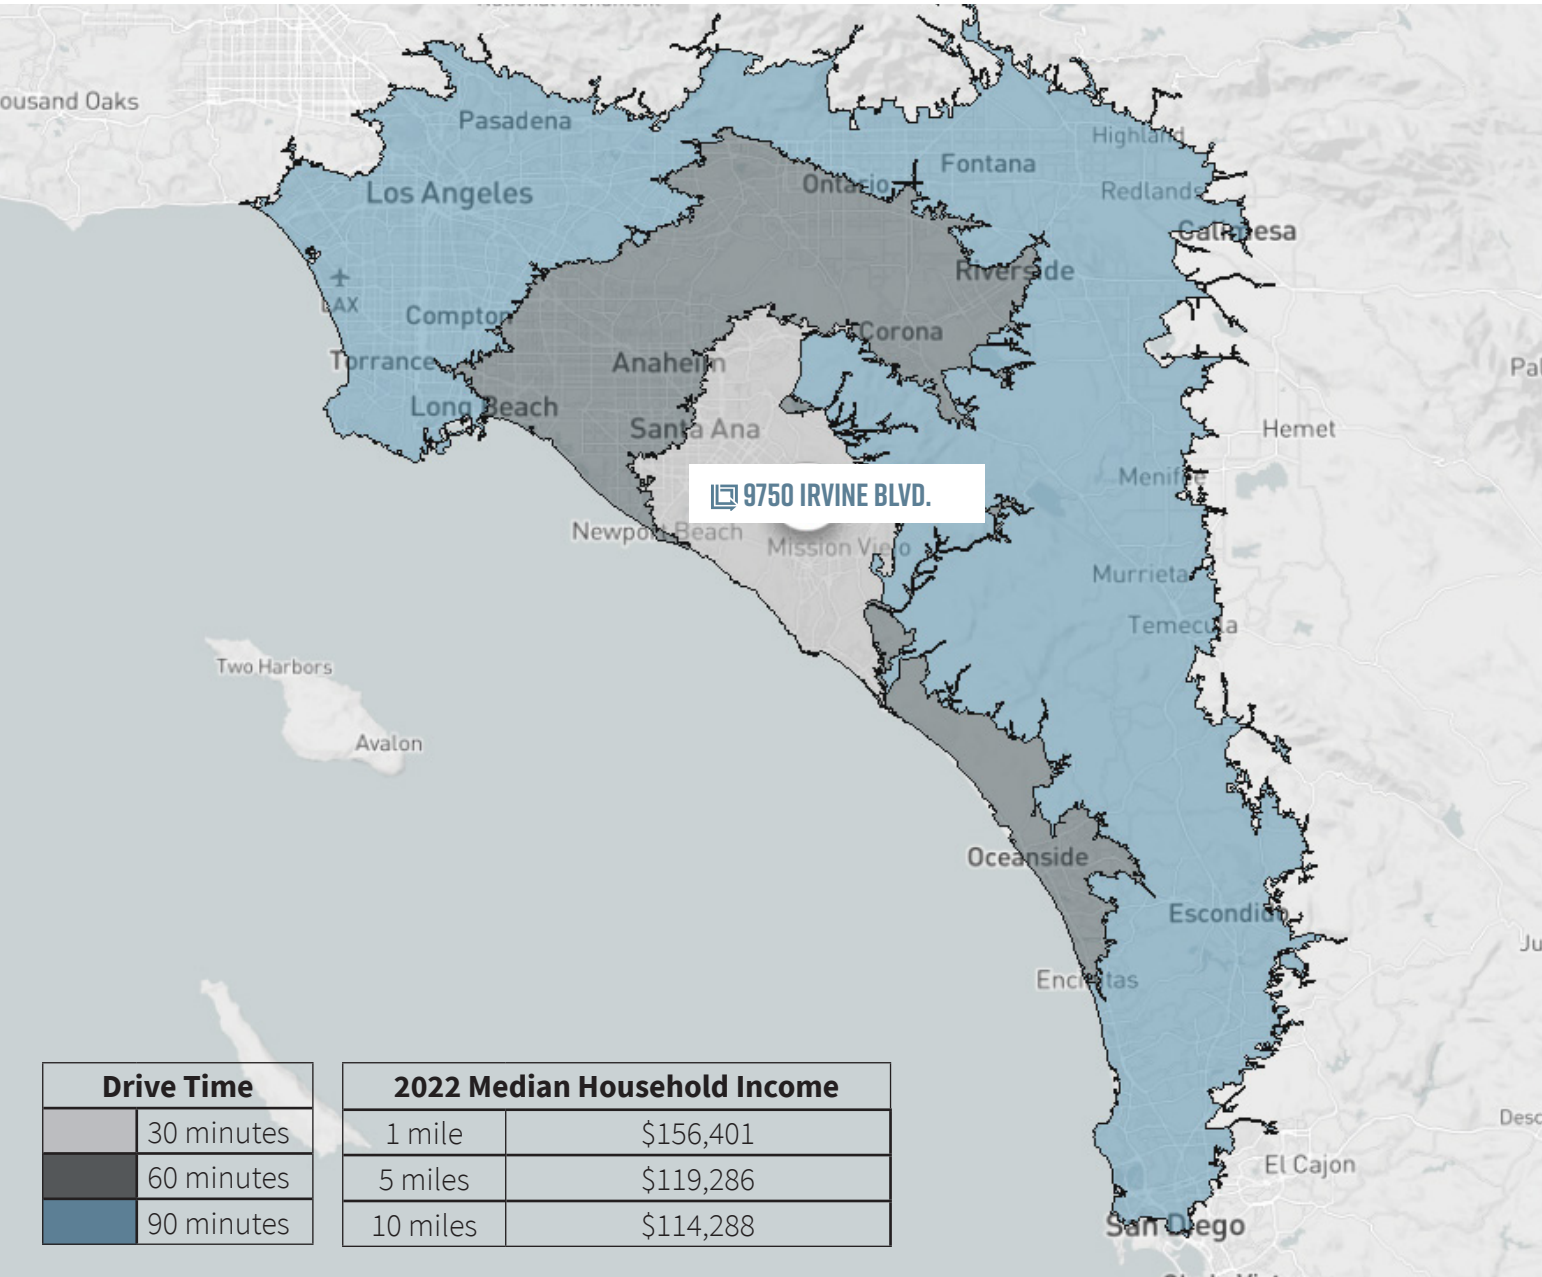 ousand Oaks
Pasadena
Highland
Fontana
Ontario
Redlands
Los Angeles
Calimesa
Riverside
LAX
Compton
Corona
Torrance
Anaheim
Long Beach
Santa Ana
Hemet
Menifee
9750 IRVINE BLVD.
Newport Beach
Mission Viejo
Murrieta
Temecula
Two Harbors
Avalon
Oceanside
Escondido
Encinitas
El Cajon
San Diego
Drive Time
30 minutes
60 minutes
90 minutes
2022 Median Household Income
1 mile $156,401
5 miles $119,286
10 miles $114,288